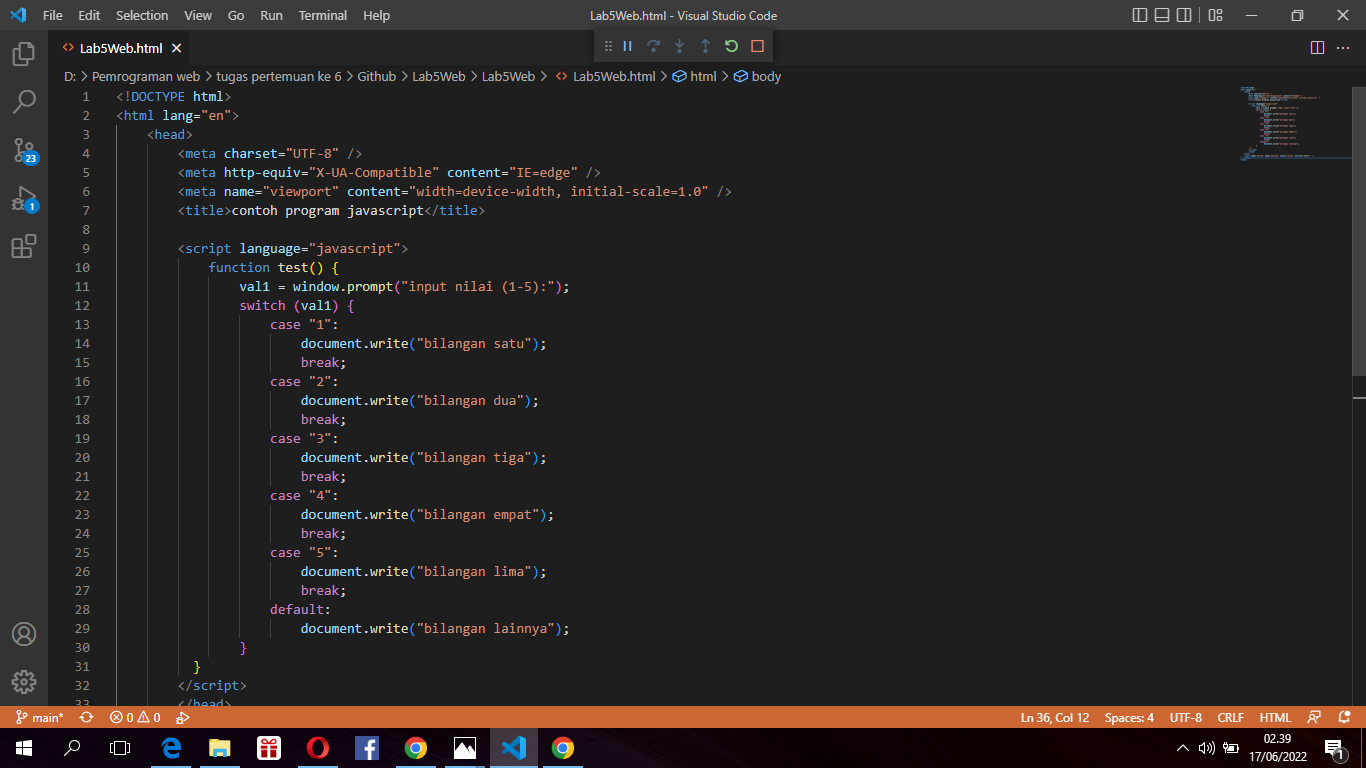 File Edit Selection View Go Run Terminal Help Lab5Web.html - Visual Studio Code
Lab5Web.html
D: > Pemrograman web > tugas pertemuan ke 6 > Github > Lab5Web > Lab5Web > Lab5Web.html > html > body
1 <!DOCTYPE html>
2 <html lang="en">
3 <head>
4 <meta charset="UTF-8" />
5 <meta http-equiv="X-UA-Compatible" content="IE=edge" />
6 <meta name="viewport" content="width=device-width, initial-scale=1.0" />
7 <title>contoh program javascript</title>
8
9 <script language="javascript">
10 function test() {
11 val1 = window.prompt("input nilai (1-5):");
12 switch (val1) {
13 case "1":
14 document.write("bilangan satu");
15 break;
16 case "2":
17 document.write("bilangan dua");
18 break;
19 case "3":
20 document.write("bilangan tiga");
21 break;
22 case "4":
23 document.write("bilangan empat");
24 break;
25 case "5":
26 document.write("bilangan lima");
27 break;
28 default:
29 document.write("bilangan lainnya");
30 }
31 }
32 </script>
33 </head>
23
1
main* 0 0 Ln 36, Col 12 Spaces: 4 UTF-8 CRLF HTML
02.39
17/06/2022
1